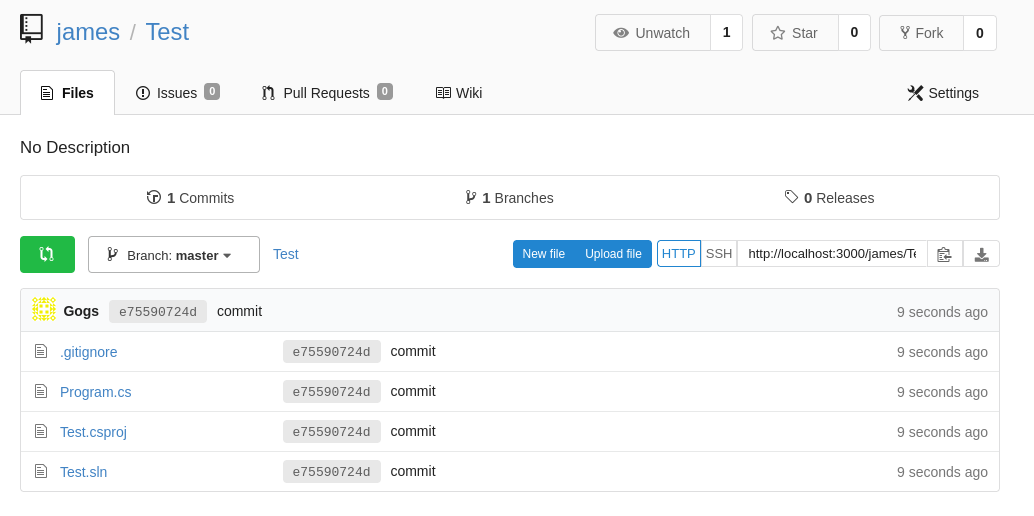 james / Test
Unwatch 1 Star 0 Fork 0
Files Issues 0 Pull Requests 0 Wiki Settings
No Description
1 Commits 1 Branches 0 Releases
Branch: master Test New file Upload file HTTP SSH http://localhost:3000/james/Te
Gogs e75590724d commit 9 seconds ago
.gitignore e75590724d commit 9 seconds ago
Program.cs e75590724d commit 9 seconds ago
Test.csproj e75590724d commit 9 seconds ago
Test.sln e75590724d commit 9 seconds ago